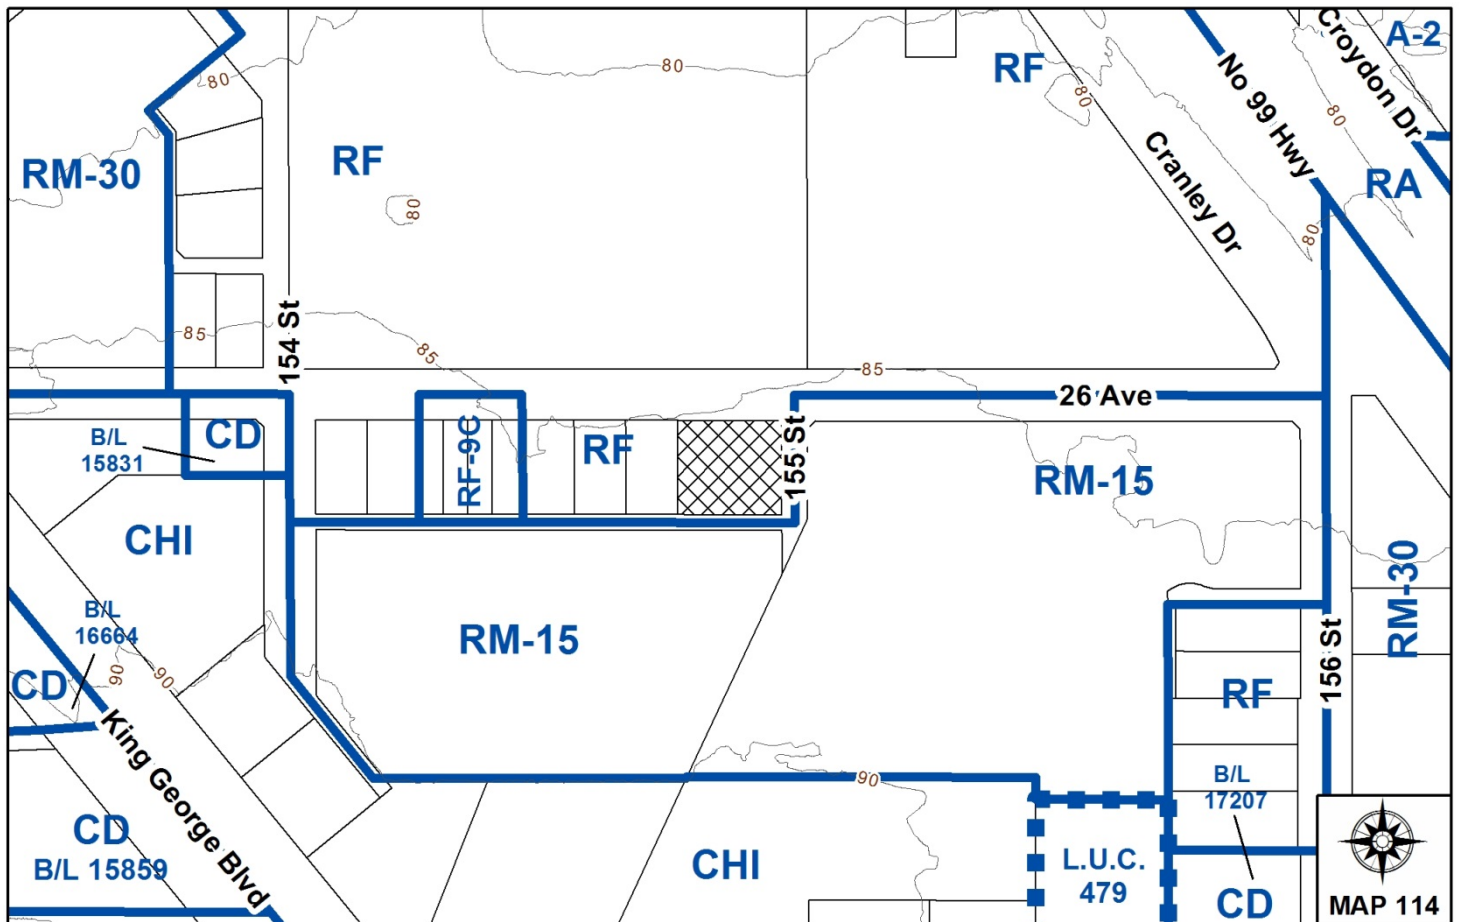 A-2
Croydon Dr
RF
80
80
80
No 99 Hwy
80
RM-30
RF
Cranley Dr
RA
80
80
85
154 St
85
85
26 Ave
B/L
15831
CD
RF-9C
RF
155 St
RM-15
CHI
RM-30
B/L
16664
RM-15
156 St
90
90
CD
RF
King George Blvd
90
B/L
17207
CD
B/L 15859
CHI
L.U.C.
479
CD
MAP 114